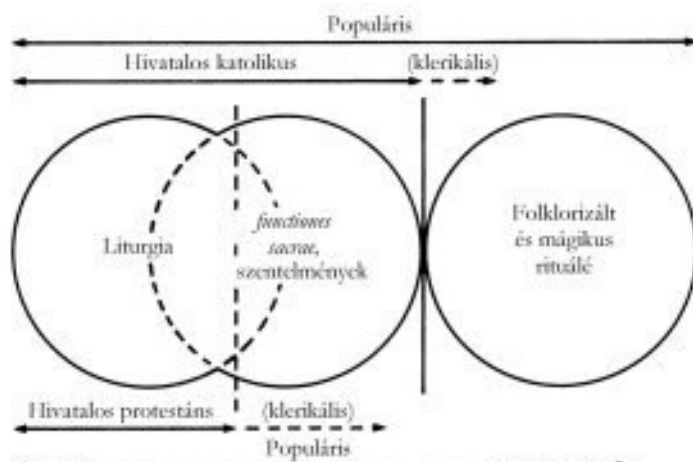 Populáris
Hivatalos katolikus (klerikális)
Liturgia
functiones
sacrae,
szentelmények
Folklorizált
és mágikus
rituálé
Hivatalos protestáns (klerikális)
Populáris